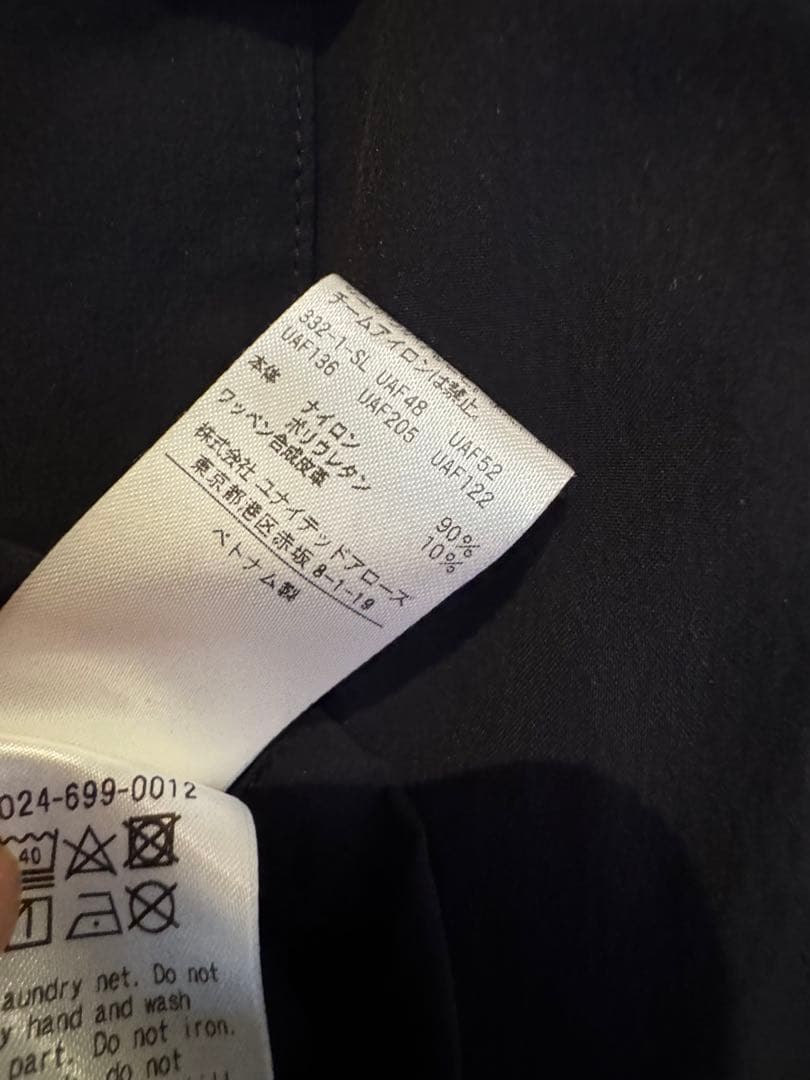 チームアイロンは禁止
332-1-SL UAF48 UAF52
UAF136 UAF205 UAF122
本体 ナイロン 90%
ポリウレタン 10%
ワッペン合成皮革
株式会社 ユナイテッドアローズ
東京都港区赤坂 8-1-19
ベトナム製
024-699-0012
40
aundry net. Do not
y hand and wash
part. Do not iron.
do not